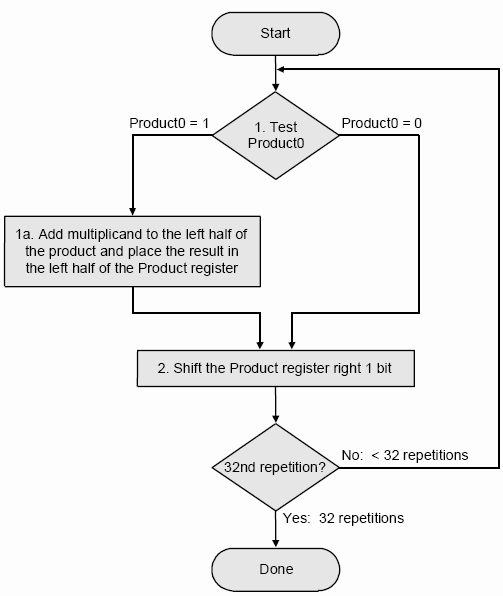 Start
Product0 = 1
1. Test
Product0
Product0 = 0
1a. Add multiplicand to the left half of
the product and place the result in
the left half of the Product register
2. Shift the Product register right 1 bit
32nd repetition?
No:  < 32 repetitions
Yes:  32 repetitions
Done